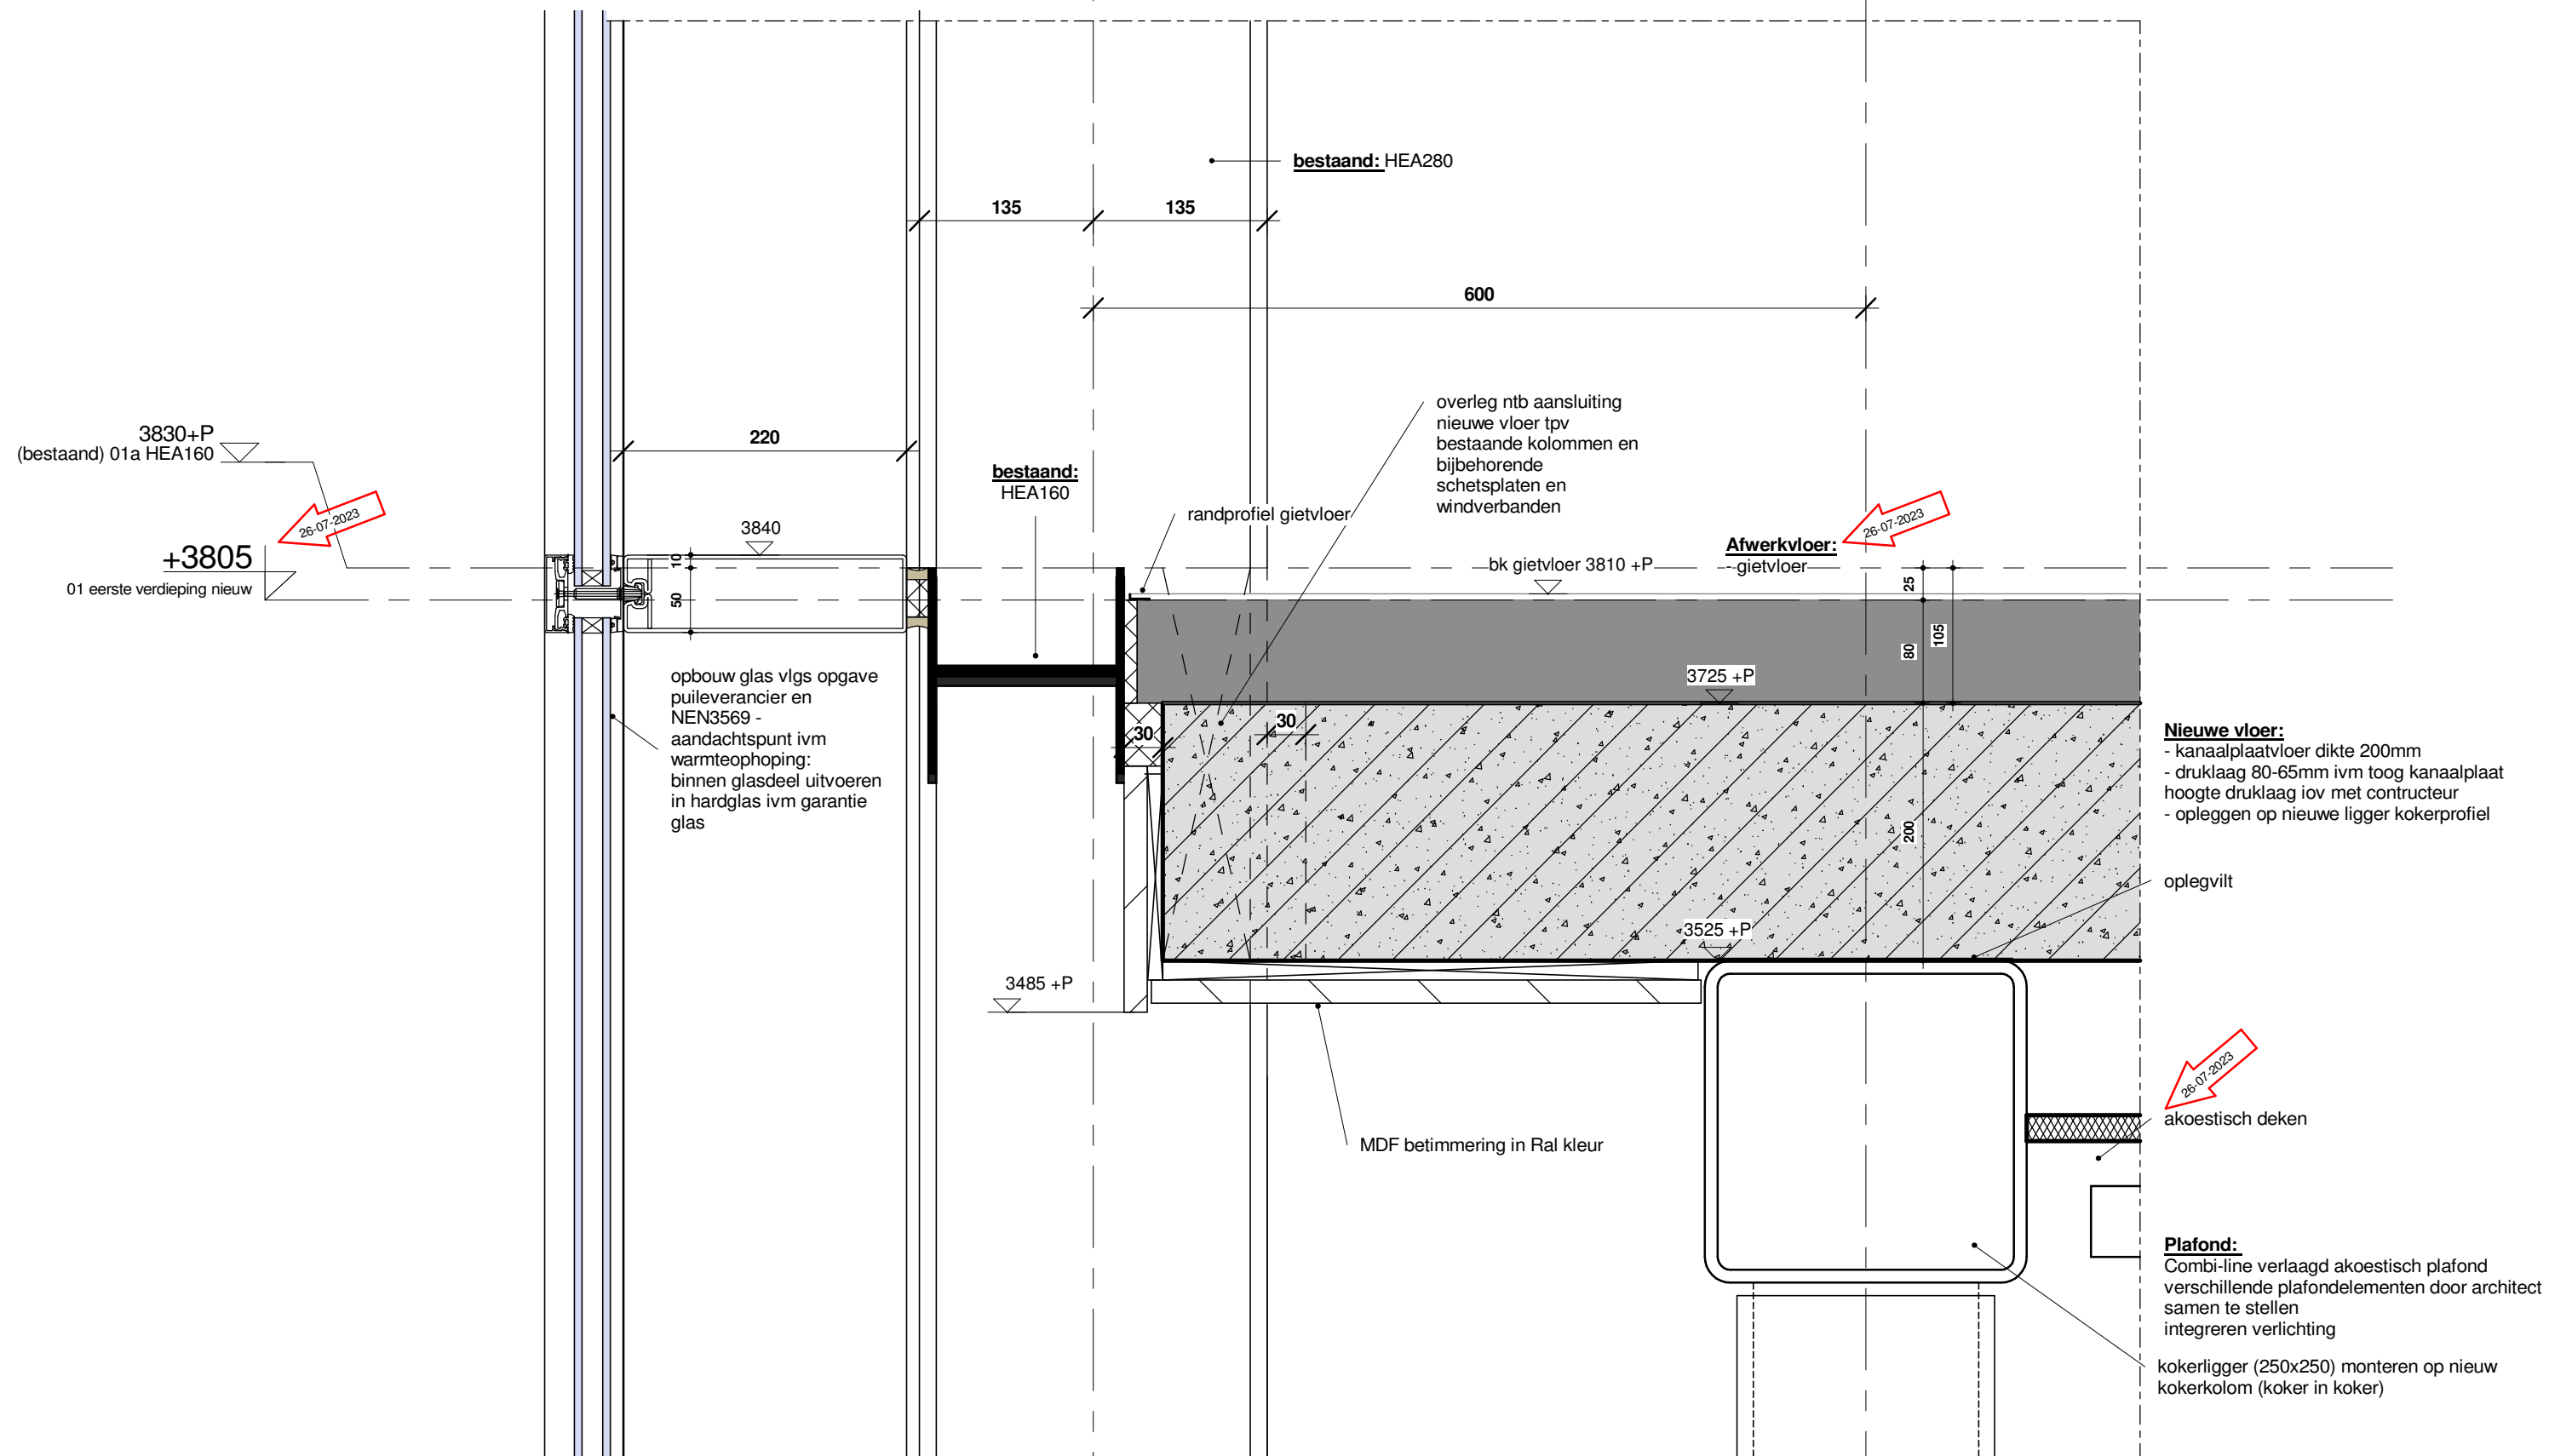 bestaand: HEA280
135
135
600
3830+P
(bestaand) 01a HEA160
26-07-2023
+3805
01 eerste verdieping nieuw
220
3840
10
50
bestaand:
HEA160
randprofiel gietvloer
overleg ntb aansluiting
nieuwe vloer tpv
bestaande kolommen en
bijbehorende
schetsplaten en
windverbanden
26-07-2023
Afwerkvloer:
- gietvloer
bk gietvloer 3810 +P
25
80
105
3725 +P
30
30
200
3525 +P
opbouw glas vlgs opgave
puileverancier en
NEN3569 -
aandachtspunt ivm
warmteophoping:
binnen glasdeel uitvoeren
in hardglas ivm garantie
glas
Nieuwe vloer:
- kanaalplaatvloer dikte 200mm
- druklaag 80-65mm ivm toog kanaalplaat
hoogte druklaag iov met contructeur
- opleggen op nieuwe ligger kokerprofiel
oplegvilt
3485 +P
MDF betimmering in Ral kleur
26-07-2023
akoestisch deken
Plafond:
Combi-line verlaagd akoestisch plafond
verschillende plafondelementen door architect
samen te stellen
integreren verlichting
kokerligger (250x250) monteren op nieuw
kokerkolom (koker in koker)